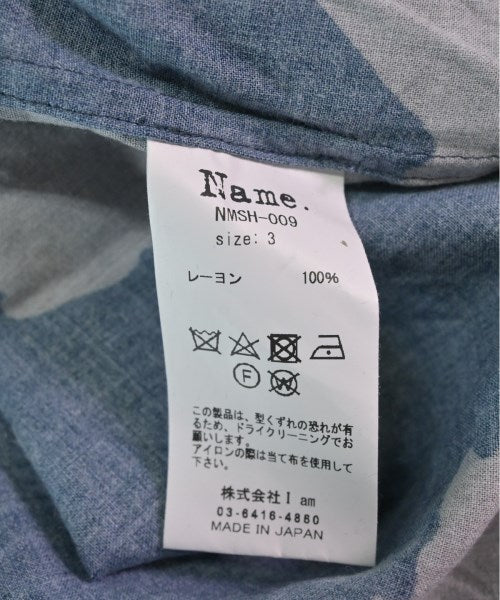 Name.
NMSH-009
size: 3
レーヨン 100%
F
W
この製品は、型くずれの恐れが有
るため、ドライクリーニングでお
願いします。
アイロンの際は当て布を使用して
下さい。
株式会社I am
03-6416-4860
MADE IN JAPAN